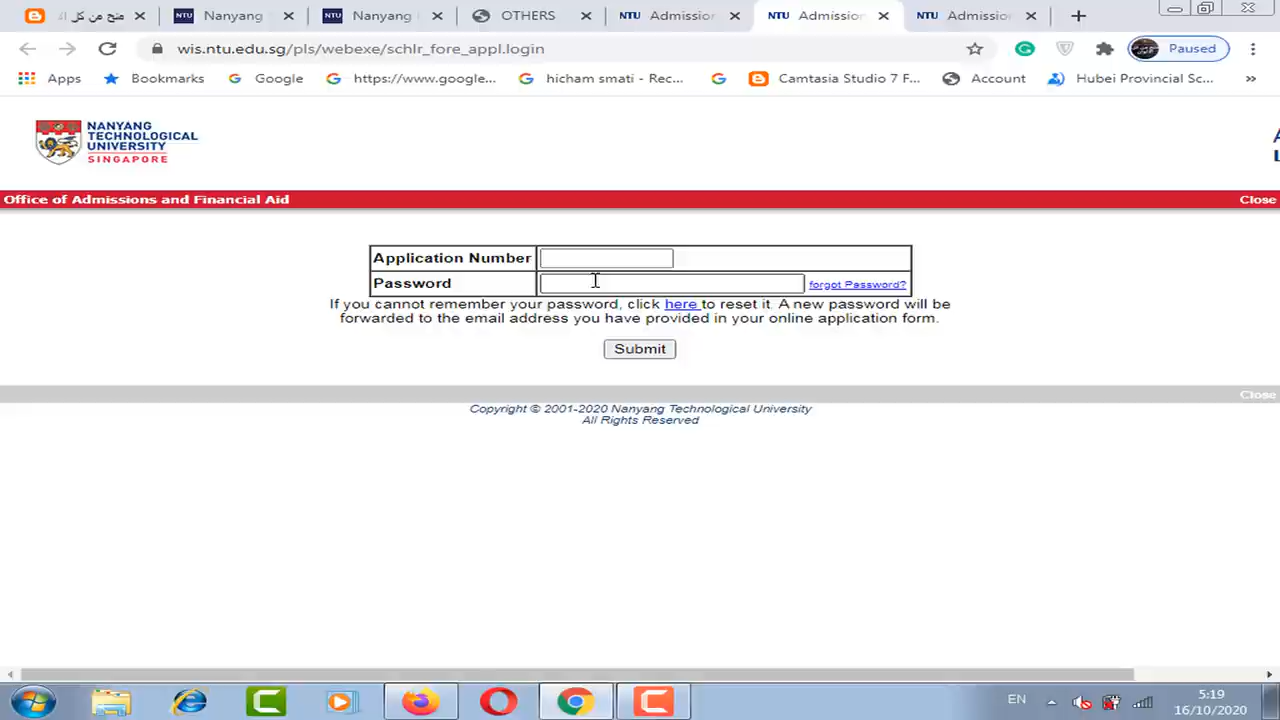 منح من كل ال
Nanyang
Nanyang
OTHERS
NTU Admission
NTU Admission
NTU Admission
wis.ntu.edu.sg/pls/webexe/schlr_fore_appl.login
Paused
Apps
Bookmarks
Google
https://www.google...
hicham smati - Rec...
Camtasia Studio 7 F...
Account
Hubei Provincial Sc...
»
NANYANG
TECHNOLOGICAL
UNIVERSITY
SINGAPORE
Office of Admissions and Financial Aid
Close
Application Number
Password
forgot Password?
If you cannot remember your password, click here to reset it. A new password will be
forwarded to the email address you have provided in your online application form.
Submit
Close
Copyright © 2001-2020 Nanyang Technological University
All Rights Reserved
EN
5:19
16/10/2020